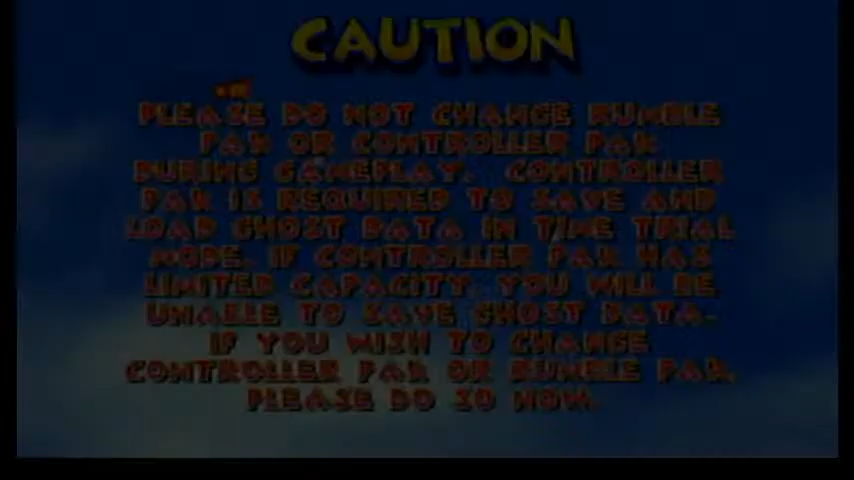 CAUTION
PLEASE DO NOT CHANGE RUMBLE
PAK OR CONTROLLER PAK
DURING GAMEPLAY. CONTROLLER
PAK IS REQUIRED TO SAVE AND
LOAD GHOST DATA IN TIME TRIAL
MODE. IF CONTROLLER PAK HAS
LIMITED CAPACITY, YOU WILL BE
UNABLE TO SAVE GHOST DATA.
IF YOU WISH TO CHANGE
CONTROLLER PAK OR RUMBLE PAK,
PLEASE DO SO NOW.